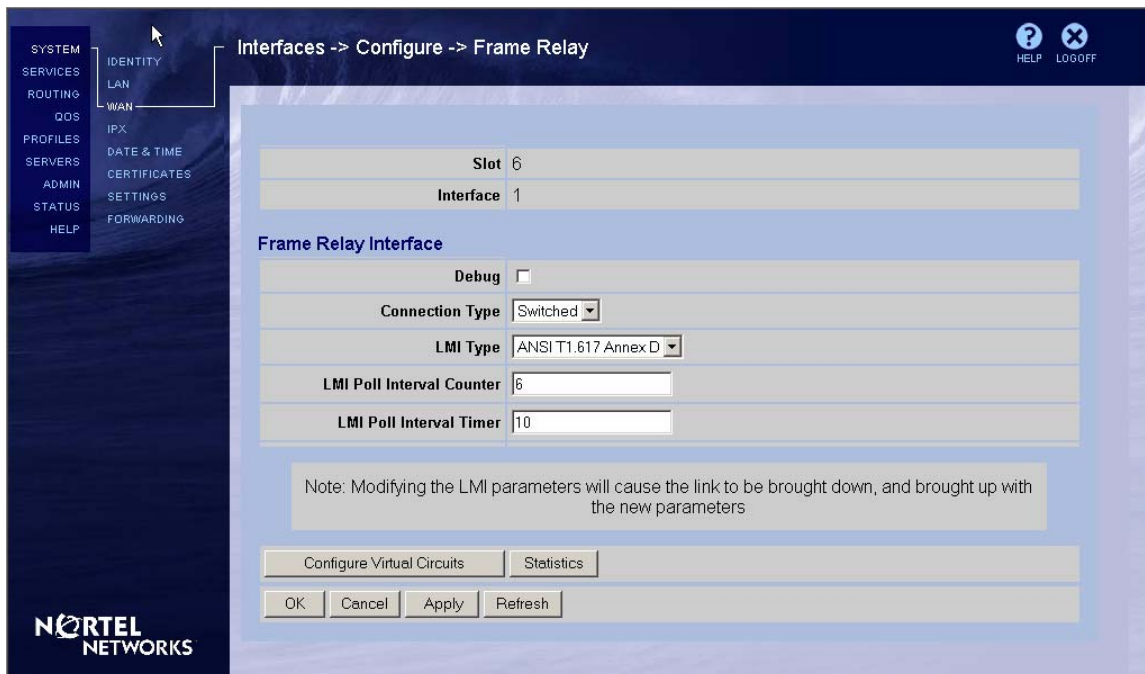 SYSTEM
SERVICES
ROUTING
QOS
PROFILES
SERVERS
ADMIN
STATUS
HELP
IDENTITY
LAN
WAN
IPX
DATE & TIME
CERTIFICATES
SETTINGS
FORWARDING
Interfaces -> Configure -> Frame Relay
HELP LOGOFF
Slot 6
Interface 1
Frame Relay Interface
Debug
Connection Type Switched
LMI Type ANSI T1.617 Annex D
LMI Poll Interval Counter 6
LMI Poll Interval Timer 10
Note: Modifying the LMI parameters will cause the link to be brought down, and brought up with
the new parameters
Configure Virtual Circuits Statistics
OK Cancel Apply Refresh
NORTEL
NETWORKS